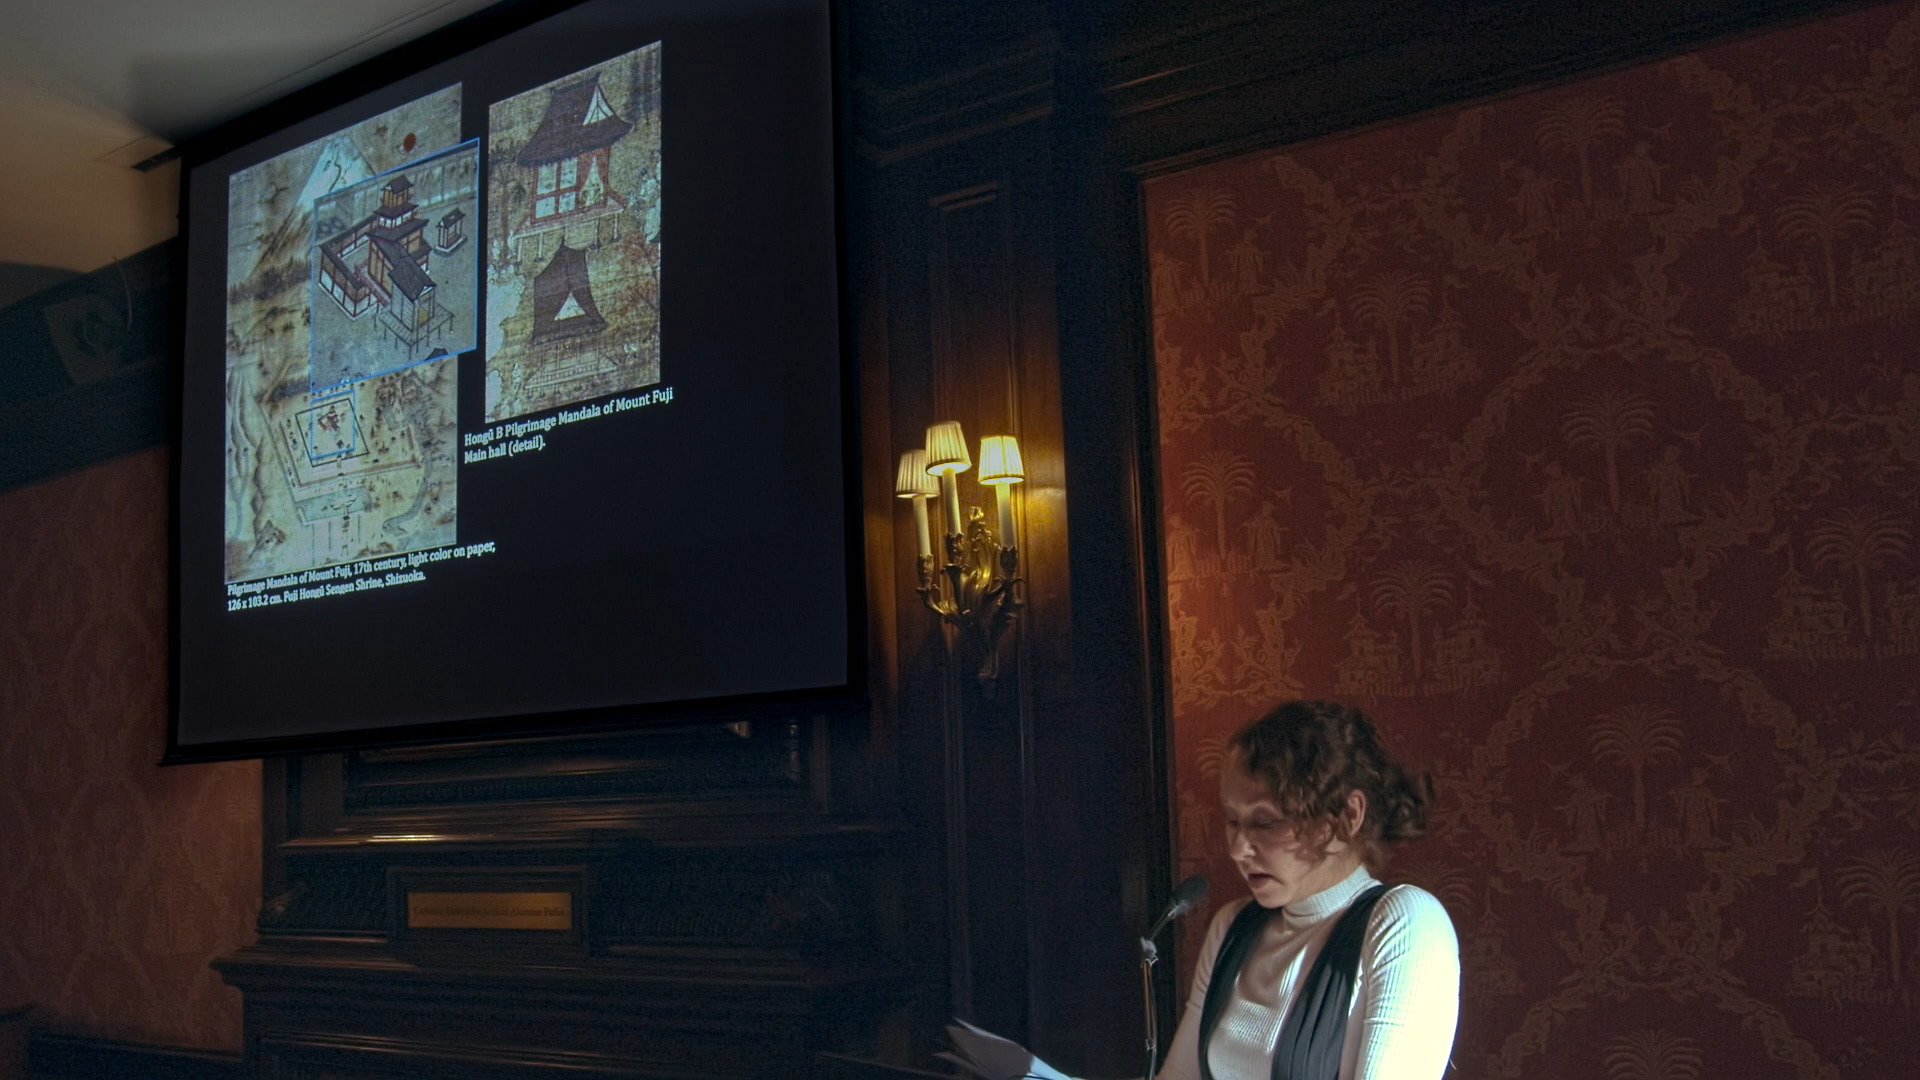 Hongū B Pilgrimage Mandala of Mount Fuji
Main hall (detail).
Pilgrimage Mandala of Mount Fuji, 17th century, light color on paper,
126 x 103.2 cm. Fuji Hongū Sengen Shrine, Shizuoka.